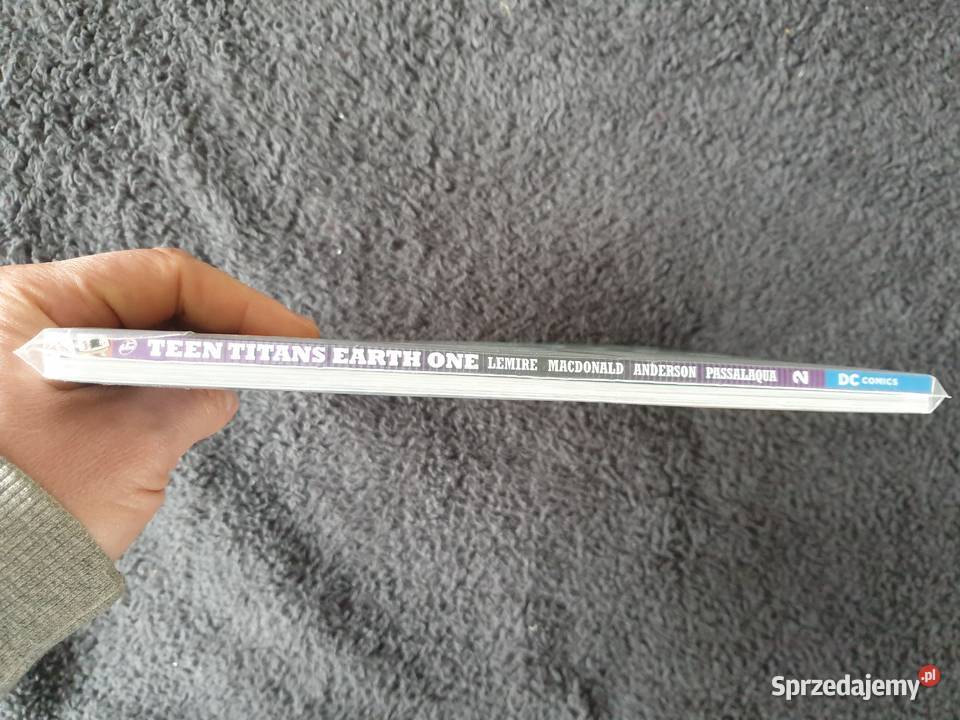 TEEN TITANS EARTH ONE LEMIRE MACDONALD ANDERSON PASSALAQUA 2 DC COMICS
Sprzedajemy.pl